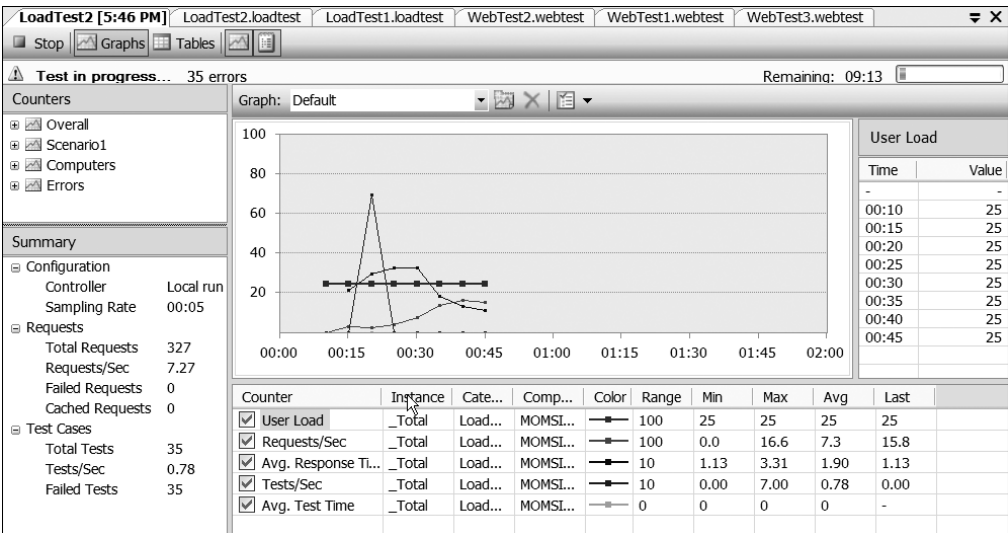 LoadTest2 [5:46 PM] LoadTest2.loadtest LoadTest1.loadtest WebTest2.webtest WebTest1.webtest WebTest3.webtest
Stop Graphs Tables
Test in progress... 35 errors Remaining: 09:13
Counters
Overall
Scenario1
Computers
Errors
Summary
Configuration
Controller Local run
Sampling Rate 00:05
Requests
Total Requests 327
Requests/Sec 7.27
Failed Requests 0
Cached Requests 0
Test Cases
Total Tests 35
Tests/Sec 0.78
Failed Tests 35
Graph: Default
100
80
60
40
20
00:00 00:15 00:30 00:45 01:00 01:15 01:30 01:45 02:00
User Load
Time Value
- -
00:10 25
00:15 25
00:20 25
00:25 25
00:30 25
00:35 25
00:40 25
00:45 25
Counter Instance Cate... Comp... Color Range Min Max Avg Last
User Load _Total Load... MOMSI... 100 25 25 25 25
Requests/Sec _Total Load... MOMSI... 100 0.0 16.6 7.3 15.8
Avg. Response Ti... _Total Load... MOMSI... 10 1.13 3.31 1.90 1.13
Tests/Sec _Total Load... MOMSI... 10 0.00 7.00 0.78 0.00
Avg. Test Time _Total Load... MOMSI... 0 0 0 0 -